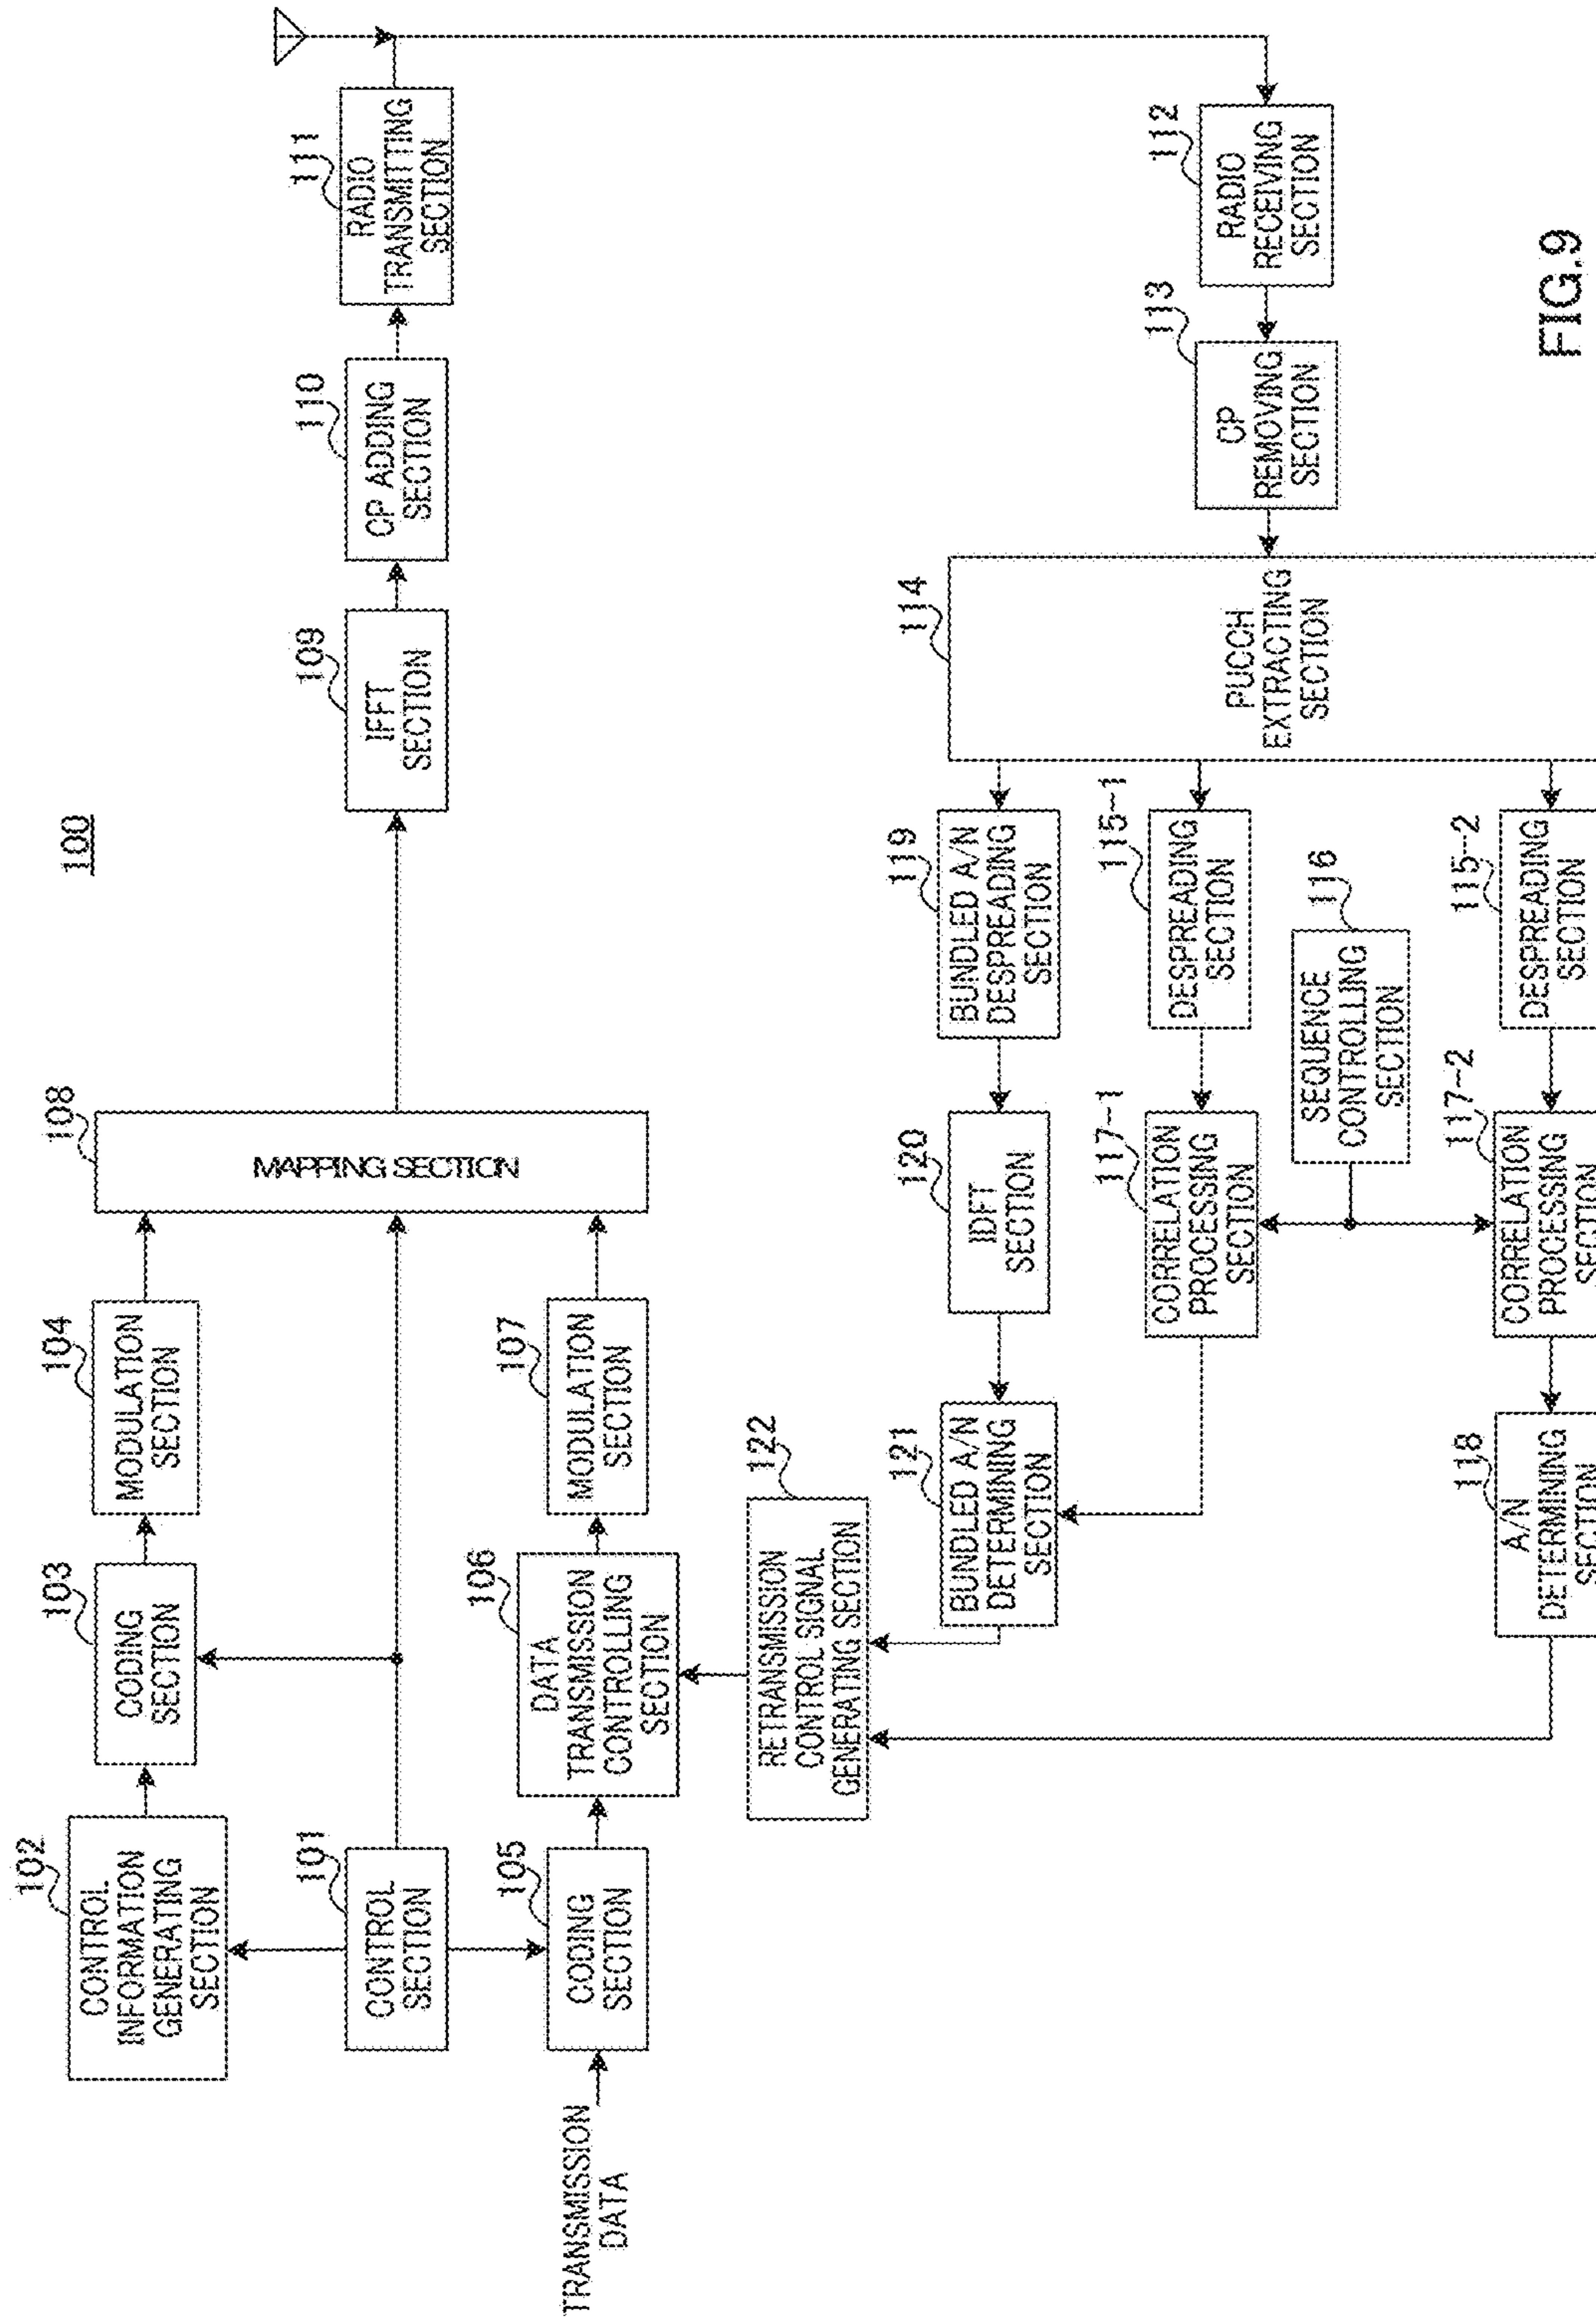 100
102
CONTROL
INFORMATION
GENERATING
SECTION
103
CODING
SECTION
104
MODULATION
SECTION
108
MAPPING SECTION
109
IFFT
SECTION
110
CP ADDING
SECTION
111
RADIO
TRANSMITTING
SECTION
101
CONTROL
SECTION
TRANSMISSION
DATA
105
CODING
SECTION
106
DATA
TRANSMISSION
CONTROLLING
SECTION
107
MODULATION
SECTION
122
RETRANSMISSION
CONTROL SIGNAL
GENERATING SECTION
121
BUNDLED A/N
DETERMINING
SECTION
120
IDFT
SECTION
119
BUNDLED A/N
DESPREADING
SECTION
114
PUCCH
EXTRACTING
SECTION
113
CP
REMOVING
SECTION
112
RADIO
RECEIVING
SECTION
117-1
CORRELATION
PROCESSING
SECTION
115-1
DESPREADING
SECTION
116
SEQUENCE
CONTROLLING
SECTION
118
A/N
DETERMINING
SECTION
117-2
CORRELATION
PROCESSING
SECTION
115-2
DESPREADING
SECTION
FIG.9